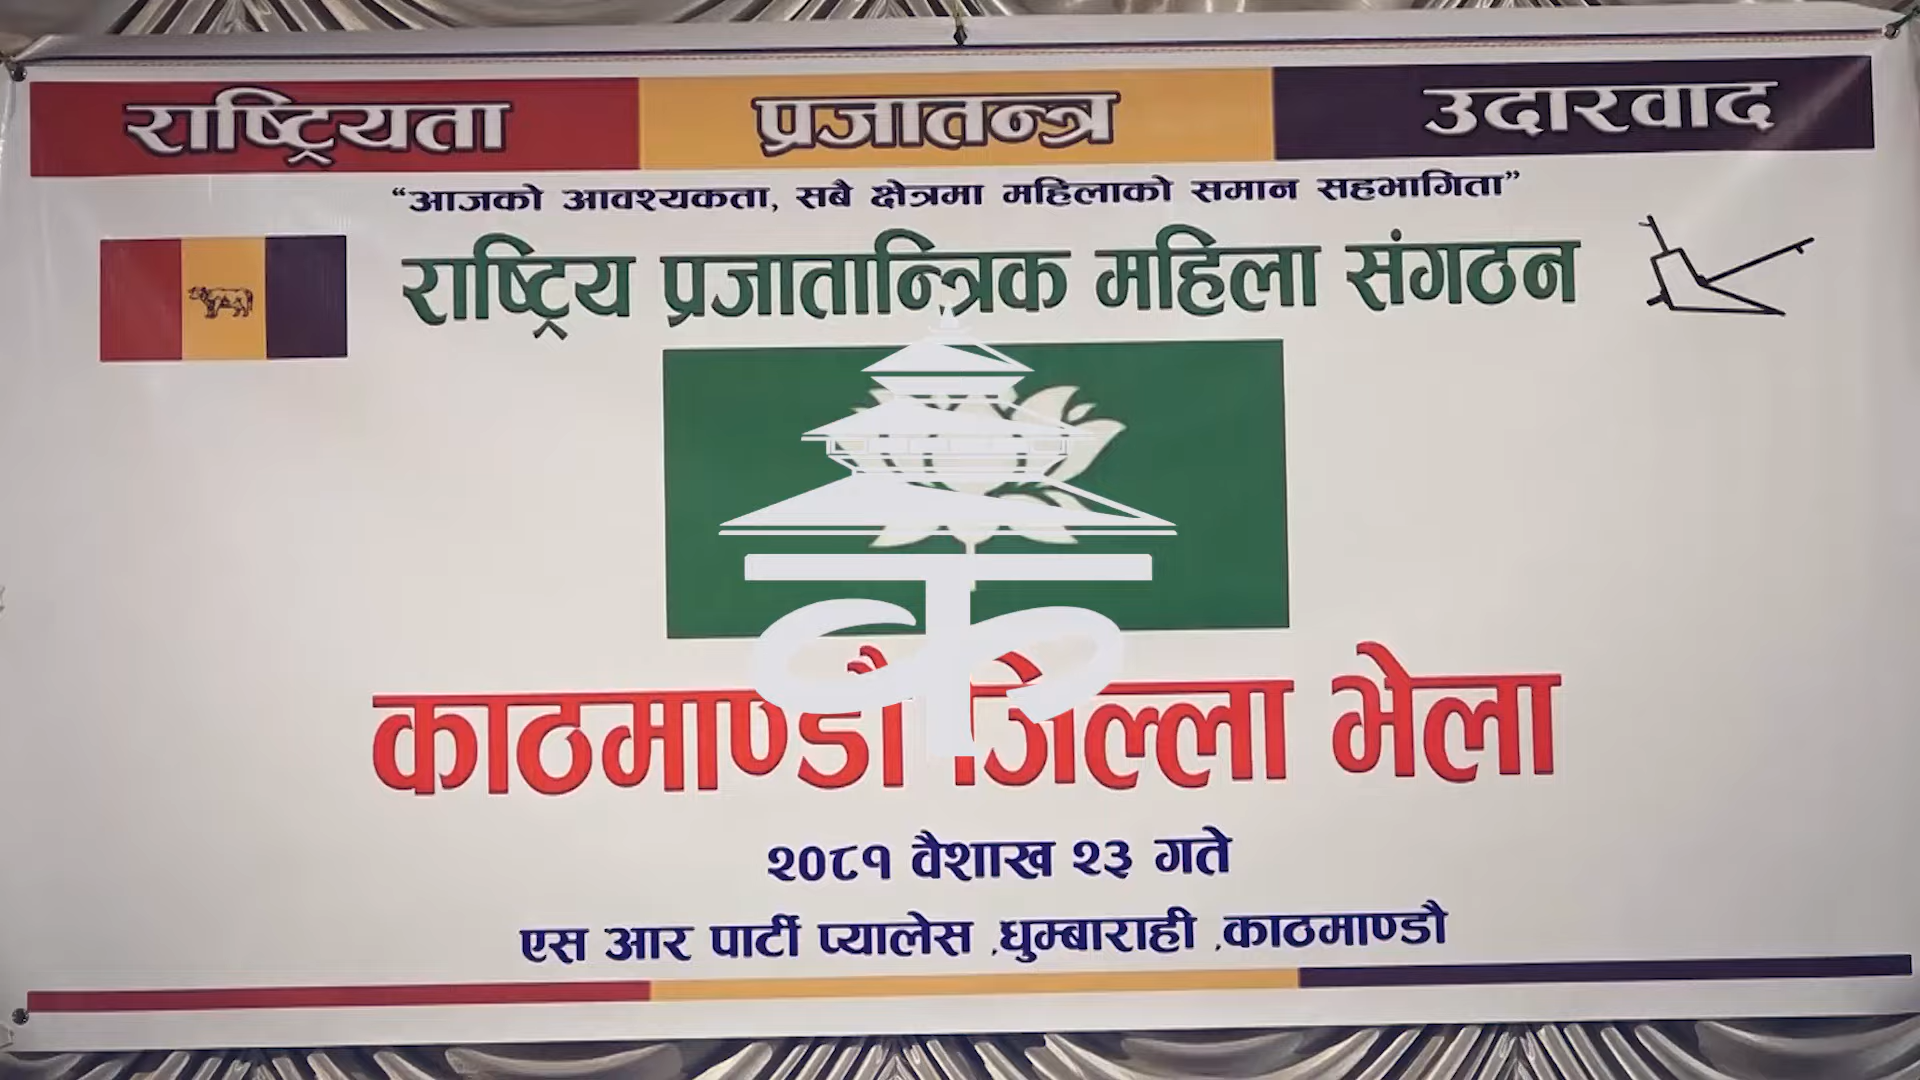 राष्ट्रियता प्रजातन्त्र उदारवाद
“आजको आवश्यकता, सबै क्षेत्रमा महिलाको समान सहभागिता”
राष्ट्रिय प्रजातान्त्रिक महिला संगठन
काठमाण्डौ जिल्ला भेला
२०८१ वैशाख २३ गते
एस आर पार्टी प्यालेस ,धुम्बाराही ,काठमाण्डौ